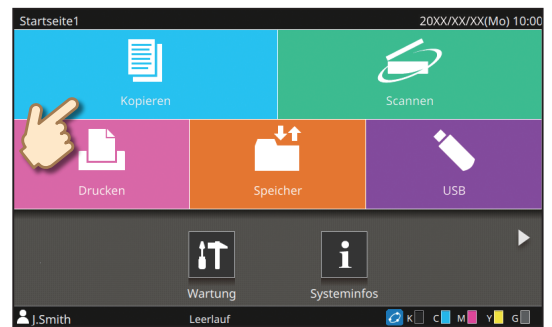 Startseite1 20XX/XX/XX(Mo) 10:00
Kopieren Scannen
Drucken Speicher USB
Wartung Systeminfos
J.Smith Leerlauf K C M Y G